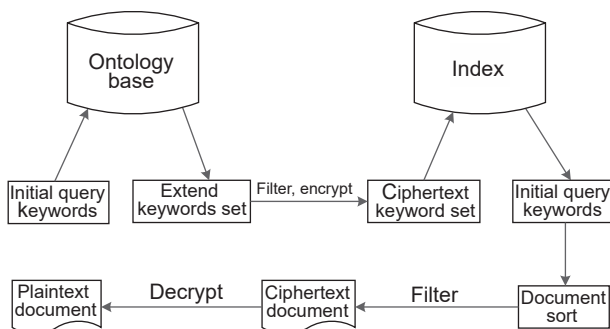 Ontology
base
Index
Initial query
keywords
Extend
keywords set
Filter, encrypt
Ciphertext
keyword set
Initial query
keywords
Plaintext
document
Decrypt
Ciphertext
document
Filter
Document
sort